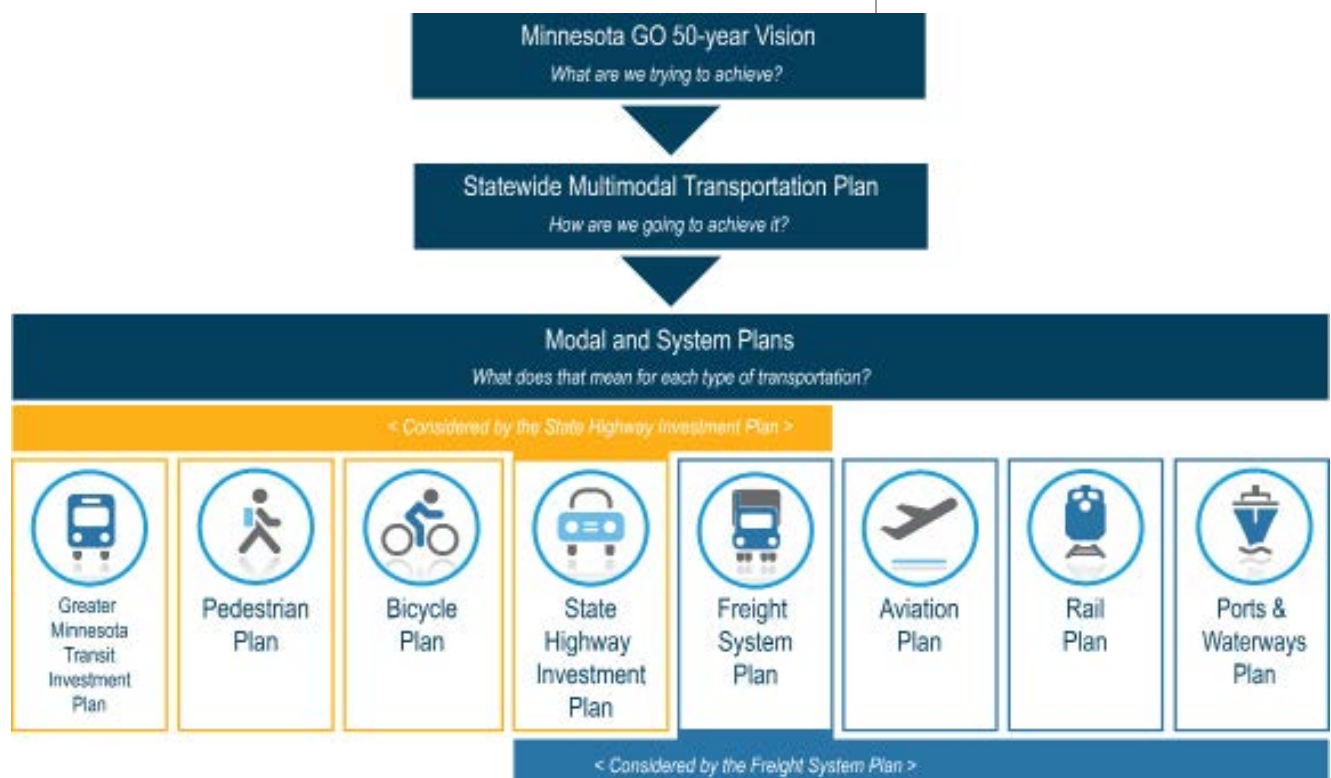 Minnesota GO 50-year Vision
What are we trying to achieve?
Statewide Multimodal Transportation Plan
How are we going to achieve it?
Modal and System Plans
What does that mean for each type of transportation?
< Considered by the State Highway Investment Plan >
Greater
Minnesota
Transit
Investment
Plan
Pedestrian
Plan
Bicycle
Plan
State
Highway
Investment
Plan
Freight
System
Plan
Aviation
Plan
Rail
Plan
Ports &
Waterways
Plan
< Considered by the Freight System Plan >